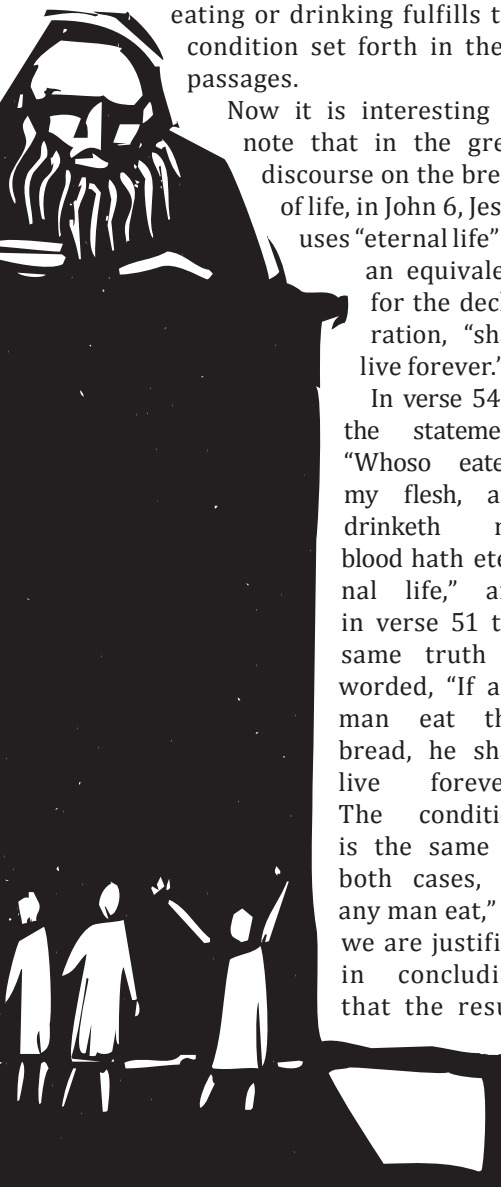 eating or drinking fulfills t
condition set forth in the
passages.
Now it is interesting
note that in the gre
discourse on the bre
of life, in John 6, Jes
uses “eternal life”
an equivale
for the decl
ration, “sh
live forever.”
In verse 54
the stateme
“Whoso eate
my flesh, a
drinketh
blood hath ete
nal life,” a
in verse 51 t
same truth
worded, “If a
man eat th
bread, he sh
live foreve
The conditi
is the same
both cases,
any man eat,”
we are justifi
in concludi
that the resu